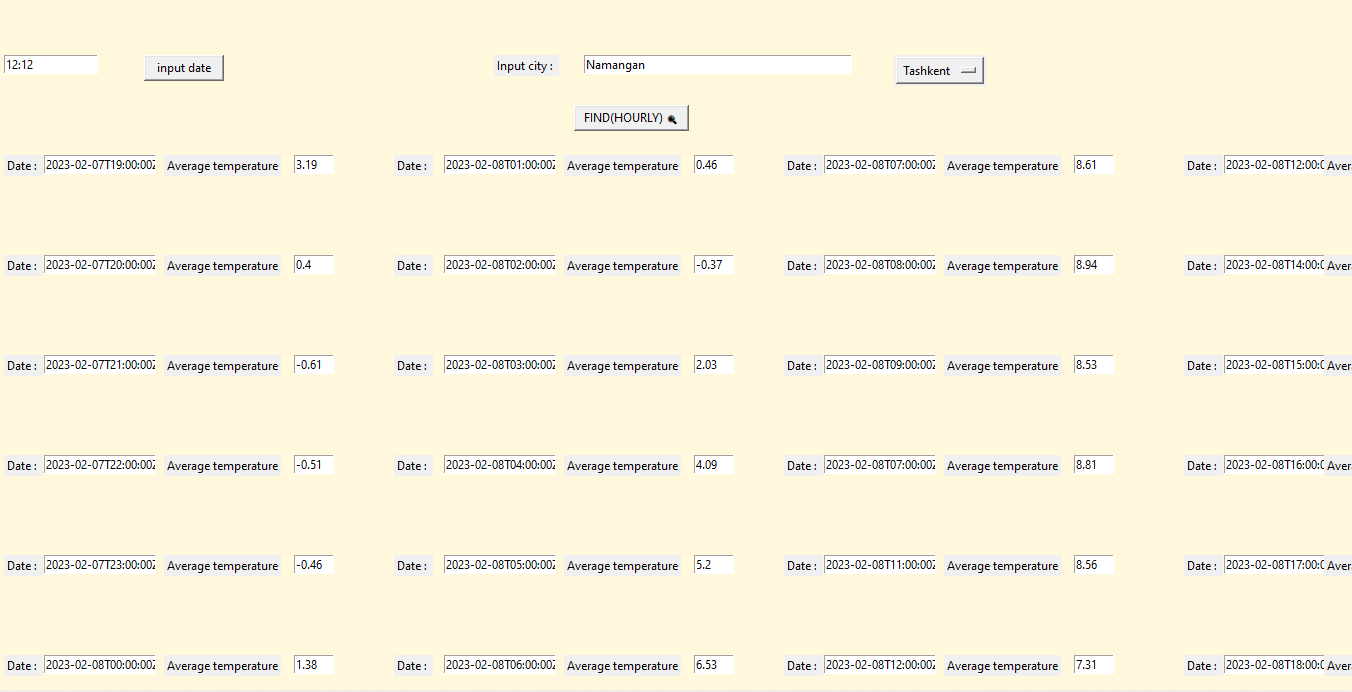 12:12 input date Input city : Namangan Tashkent
FIND(HOURLY)
Date : 2023-02-07T19:00:00Z Average temperature 3.19 Date : 2023-02-08T01:00:00Z Average temperature 0.46 Date : 2023-02-08T07:00:00Z Average temperature 8.61 Date : 2023-02-08T12:00:0 Aver
Date : 2023-02-07T20:00:00Z Average temperature 0.4 Date : 2023-02-08T02:00:00Z Average temperature -0.37 Date : 2023-02-08T08:00:00Z Average temperature 8.94 Date : 2023-02-08T14:00:0 Aver
Date : 2023-02-07T21:00:00Z Average temperature -0.61 Date : 2023-02-08T03:00:00Z Average temperature 2.03 Date : 2023-02-08T09:00:00Z Average temperature 8.53 Date : 2023-02-08T15:00:0 Aver
Date : 2023-02-07T22:00:00Z Average temperature -0.51 Date : 2023-02-08T04:00:00Z Average temperature 4.09 Date : 2023-02-08T07:00:00Z Average temperature 8.81 Date : 2023-02-08T16:00:0 Aver
Date : 2023-02-07T23:00:00Z Average temperature -0.46 Date : 2023-02-08T05:00:00Z Average temperature 5.2 Date : 2023-02-08T11:00:00Z Average temperature 8.56 Date : 2023-02-08T17:00:0 Aver
Date : 2023-02-08T00:00:00Z Average temperature 1.38 Date : 2023-02-08T06:00:00Z Average temperature 6.53 Date : 2023-02-08T12:00:00Z Average temperature 7.31 Date : 2023-02-08T18:00:0 Aver